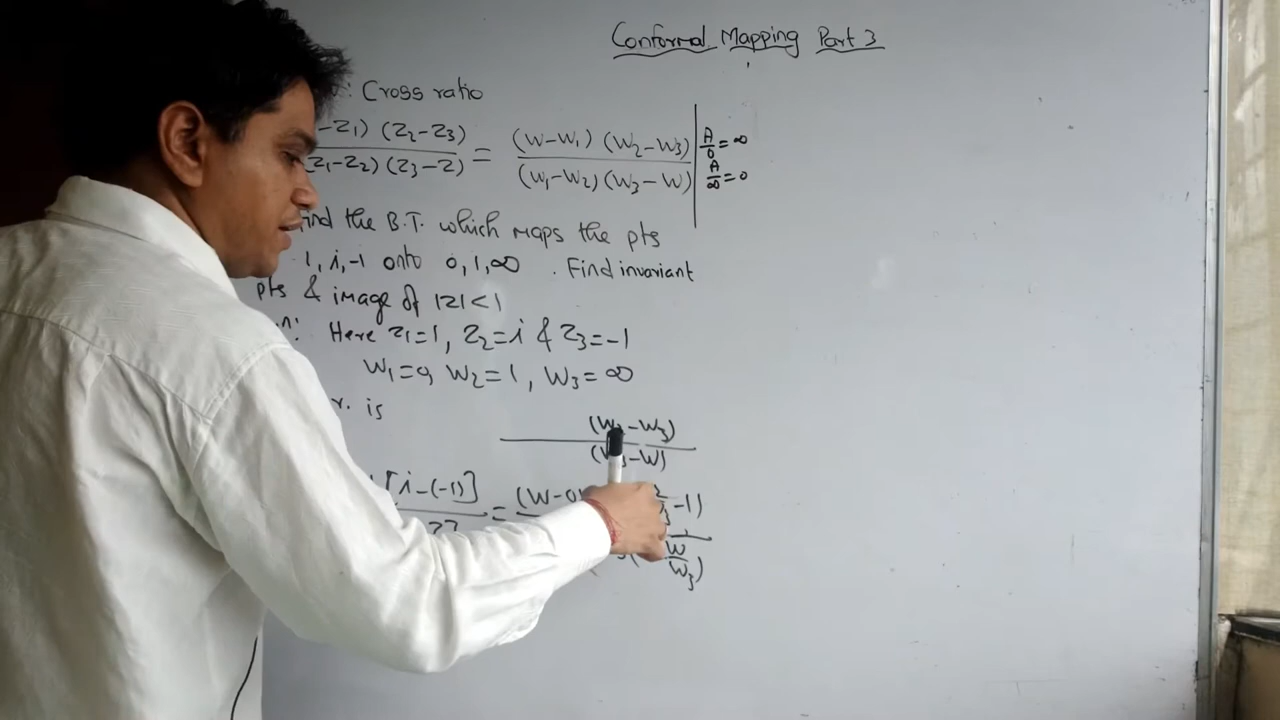 Conformal Mapping Part 3
: Cross ratio
-Z1) (Z2-Z3) / Z1-Z2) (Z3-Z) = (W-W1) (W2-W3) / (W1-W2) (W3-W)
A/0 = ∞
A/∞ = 0
the B.T. which maps the pts
1, i, -1 onto 0, 1, ∞ . Find invariant
pts & image of |z| < 1
n: Here Z1=1, Z2=i & Z3=-1
W1=0, W2=1, W3=∞
r. is
-W3)
-W)
[i-(-1)] = (W-0) -1)
W/W3)